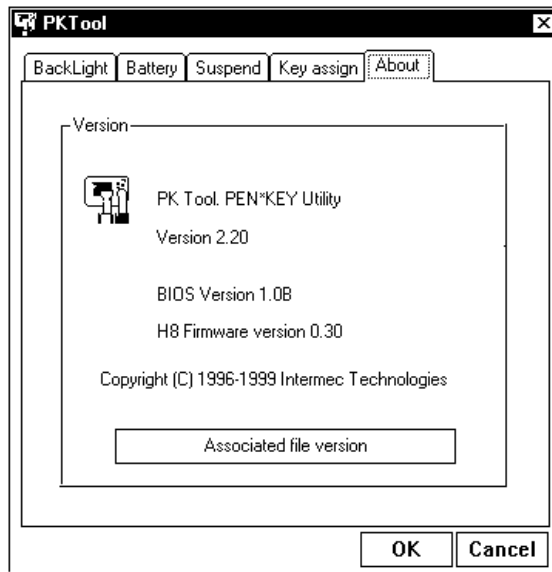 PKTool
BackLight Battery Suspend Key assign About
Version
PK Tool. PEN*KEY Utility
Version 2.20
BIOS Version 1.0B
H8 Firmware version 0.30
Copyright (C) 1996-1999 Intermec Technologies
Associated file version
OK Cancel